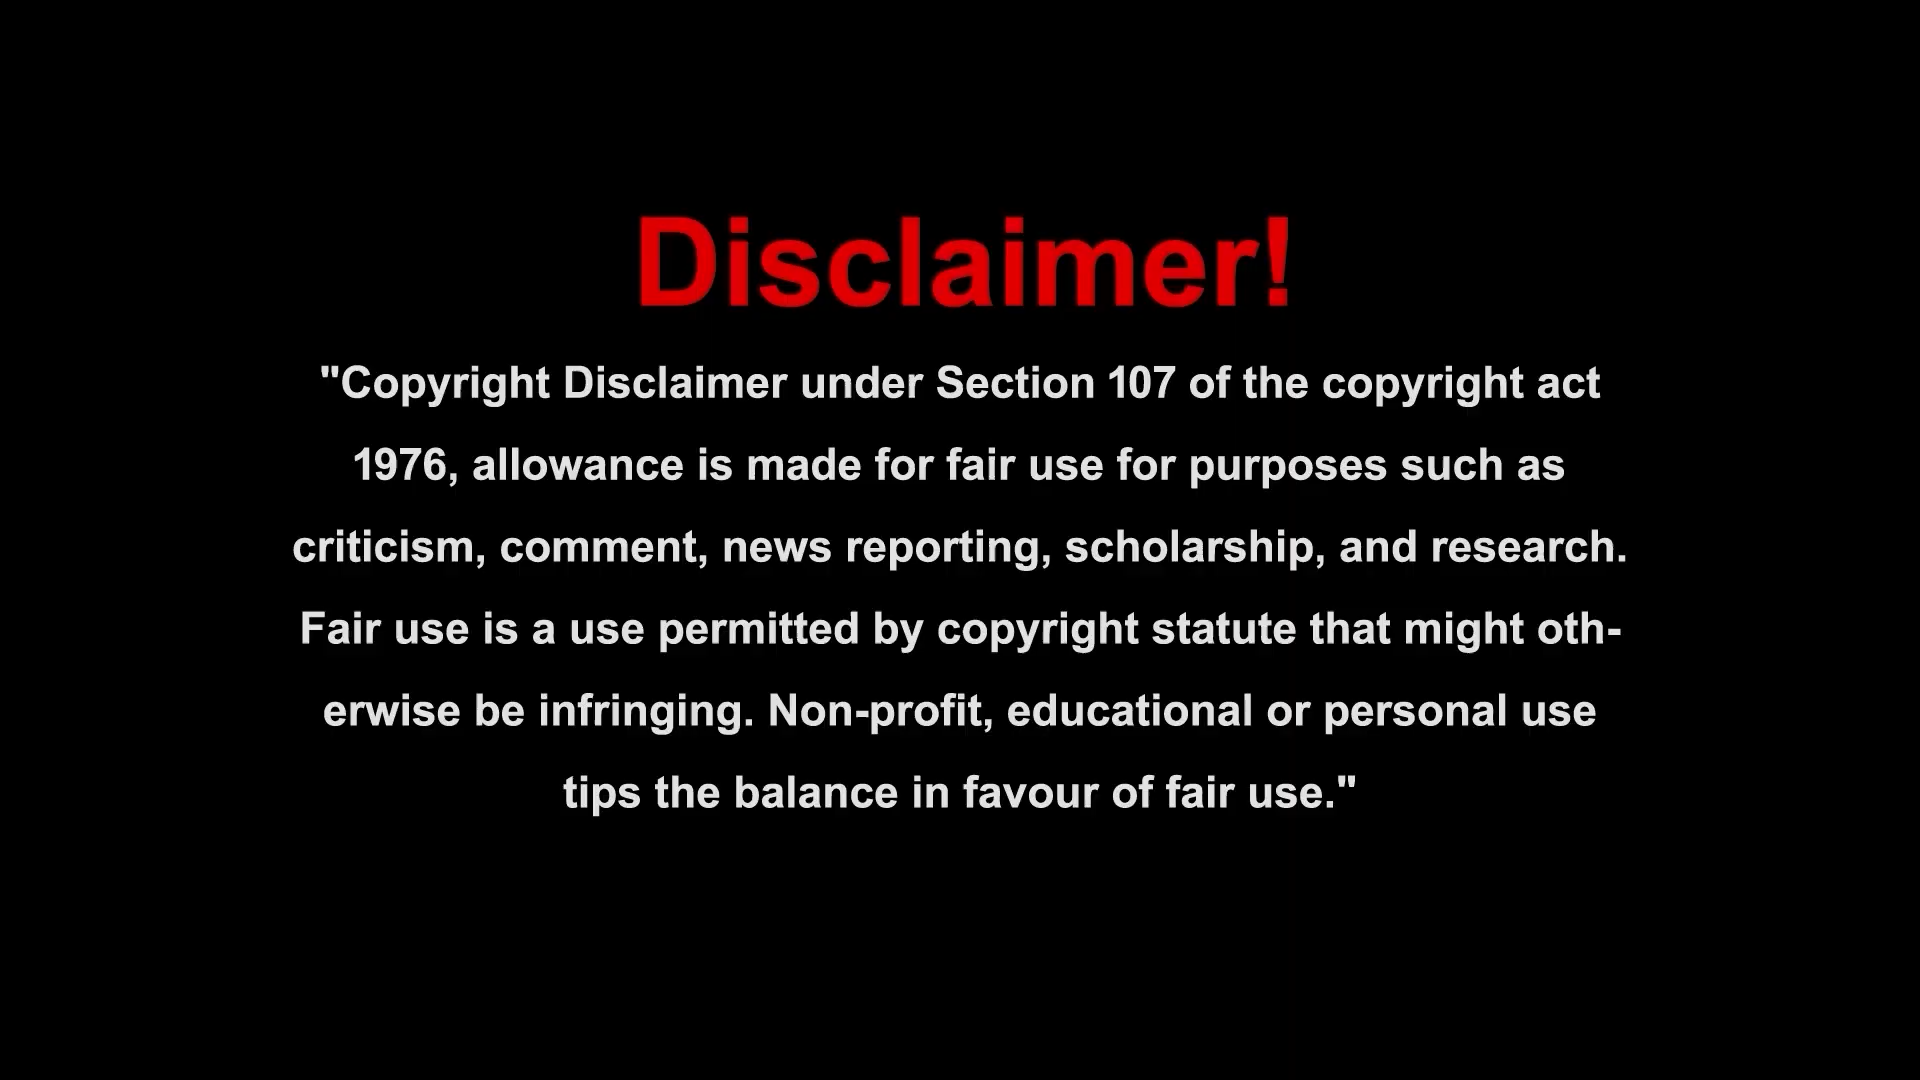 Disclaimer!
"Copyright Disclaimer under Section 107 of the copyright act
1976, allowance is made for fair use for purposes such as
criticism, comment, news reporting, scholarship, and research.
Fair use is a use permitted by copyright statute that might oth-
erwise be infringing. Non-profit, educational or personal use
tips the balance in favour of fair use."